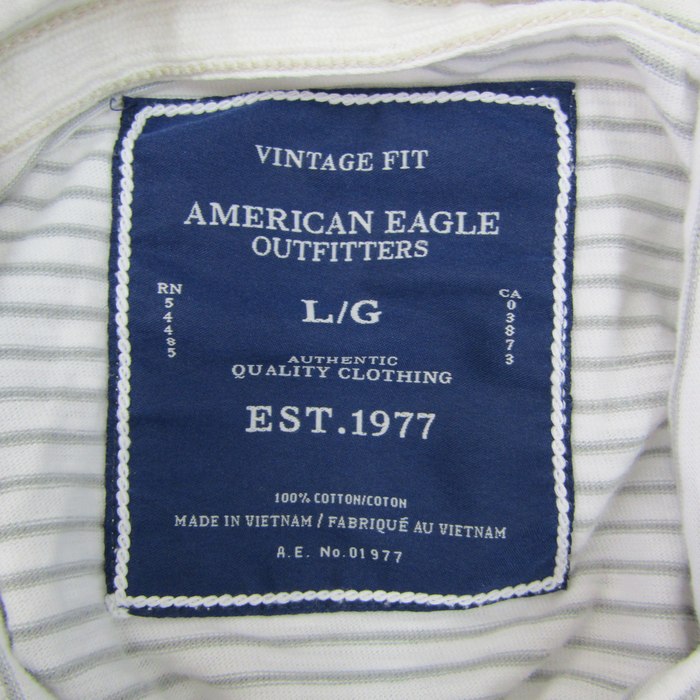 VINTAGE FIT
AMERICAN EAGLE
OUTFITTERS
RN
54485
L/G
CA
03873
AUTHENTIC
QUALITY CLOTHING
EST.1977
100% COTTON/COTON
MADE IN VIETNAM / FABRIQUÉ AU VIETNAM
A.E. No.01977